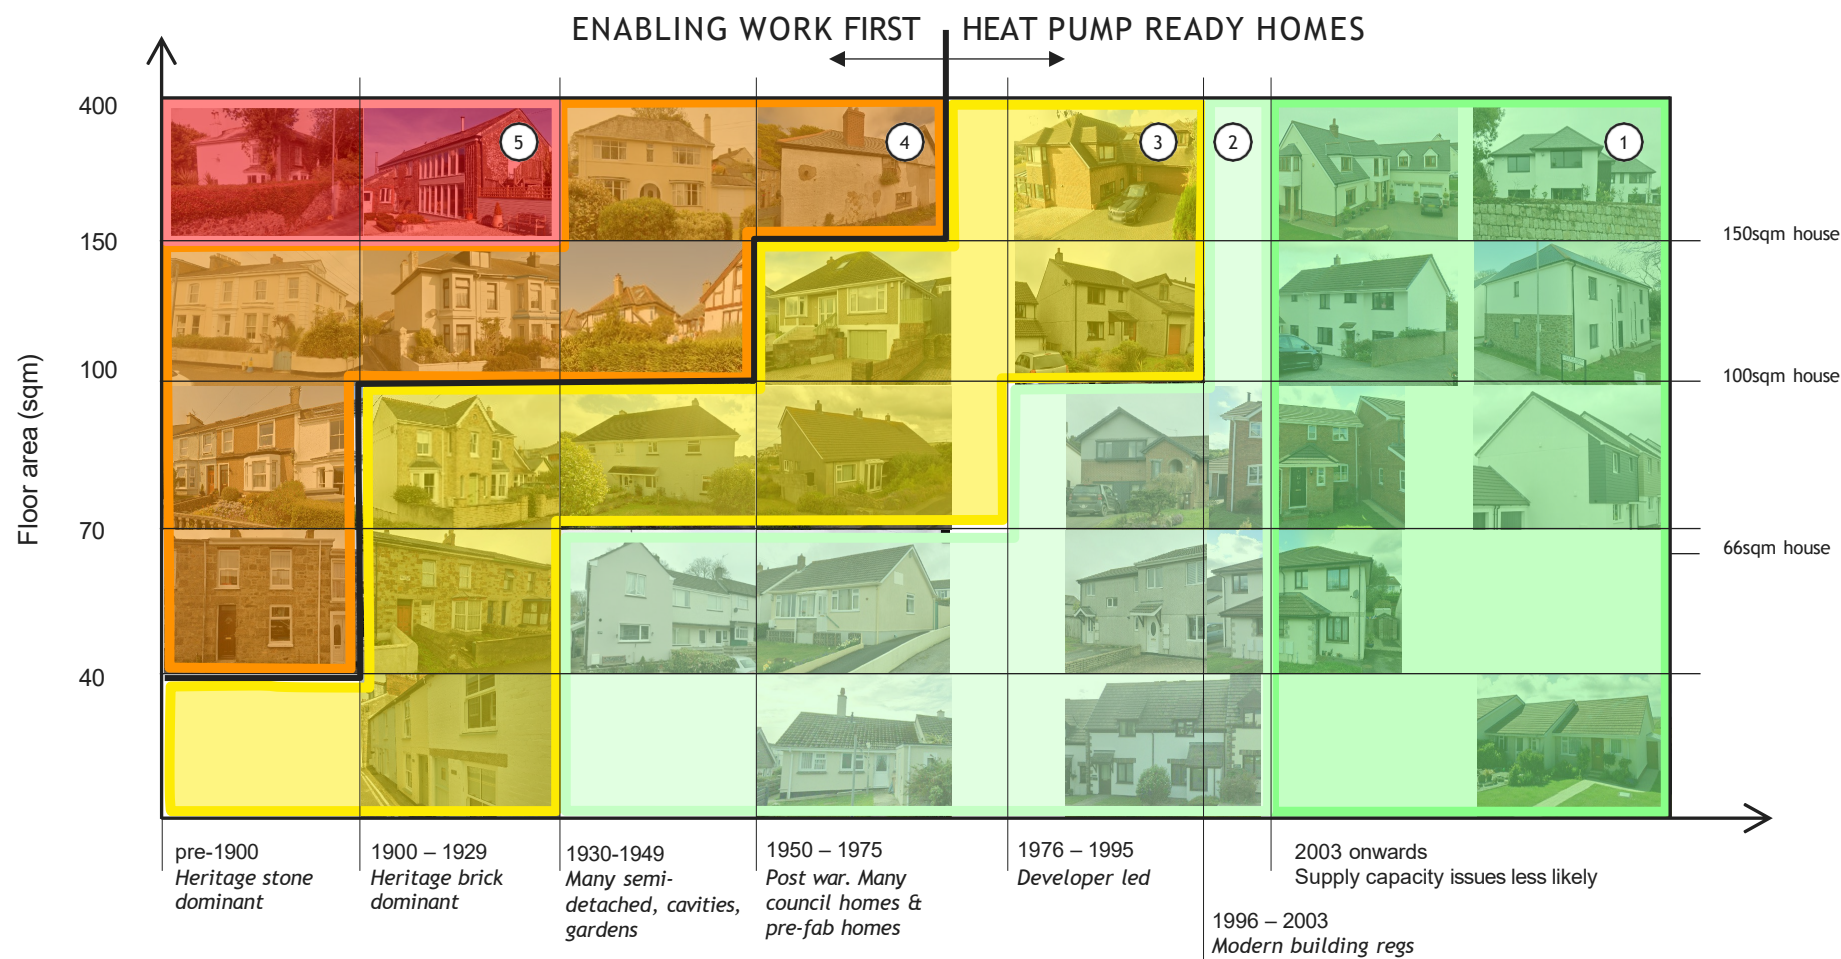 ENABLING WORK FIRST
HEAT PUMP READY HOMES
400
5
4
3
2
1
150
150sqm house
100
100sqm house
Floor area (sqm)
70
66sqm house
40
pre-1900
Heritage stone
dominant
1900 – 1929
Heritage brick
dominant
1930-1949
Many semi-
detached, cavities,
gardens
1950 – 1975
Post war. Many
council homes &
pre-fab homes
1976 – 1995
Developer led
1996 – 2003
Modern building regs
2003 onwards
Supply capacity issues less likely